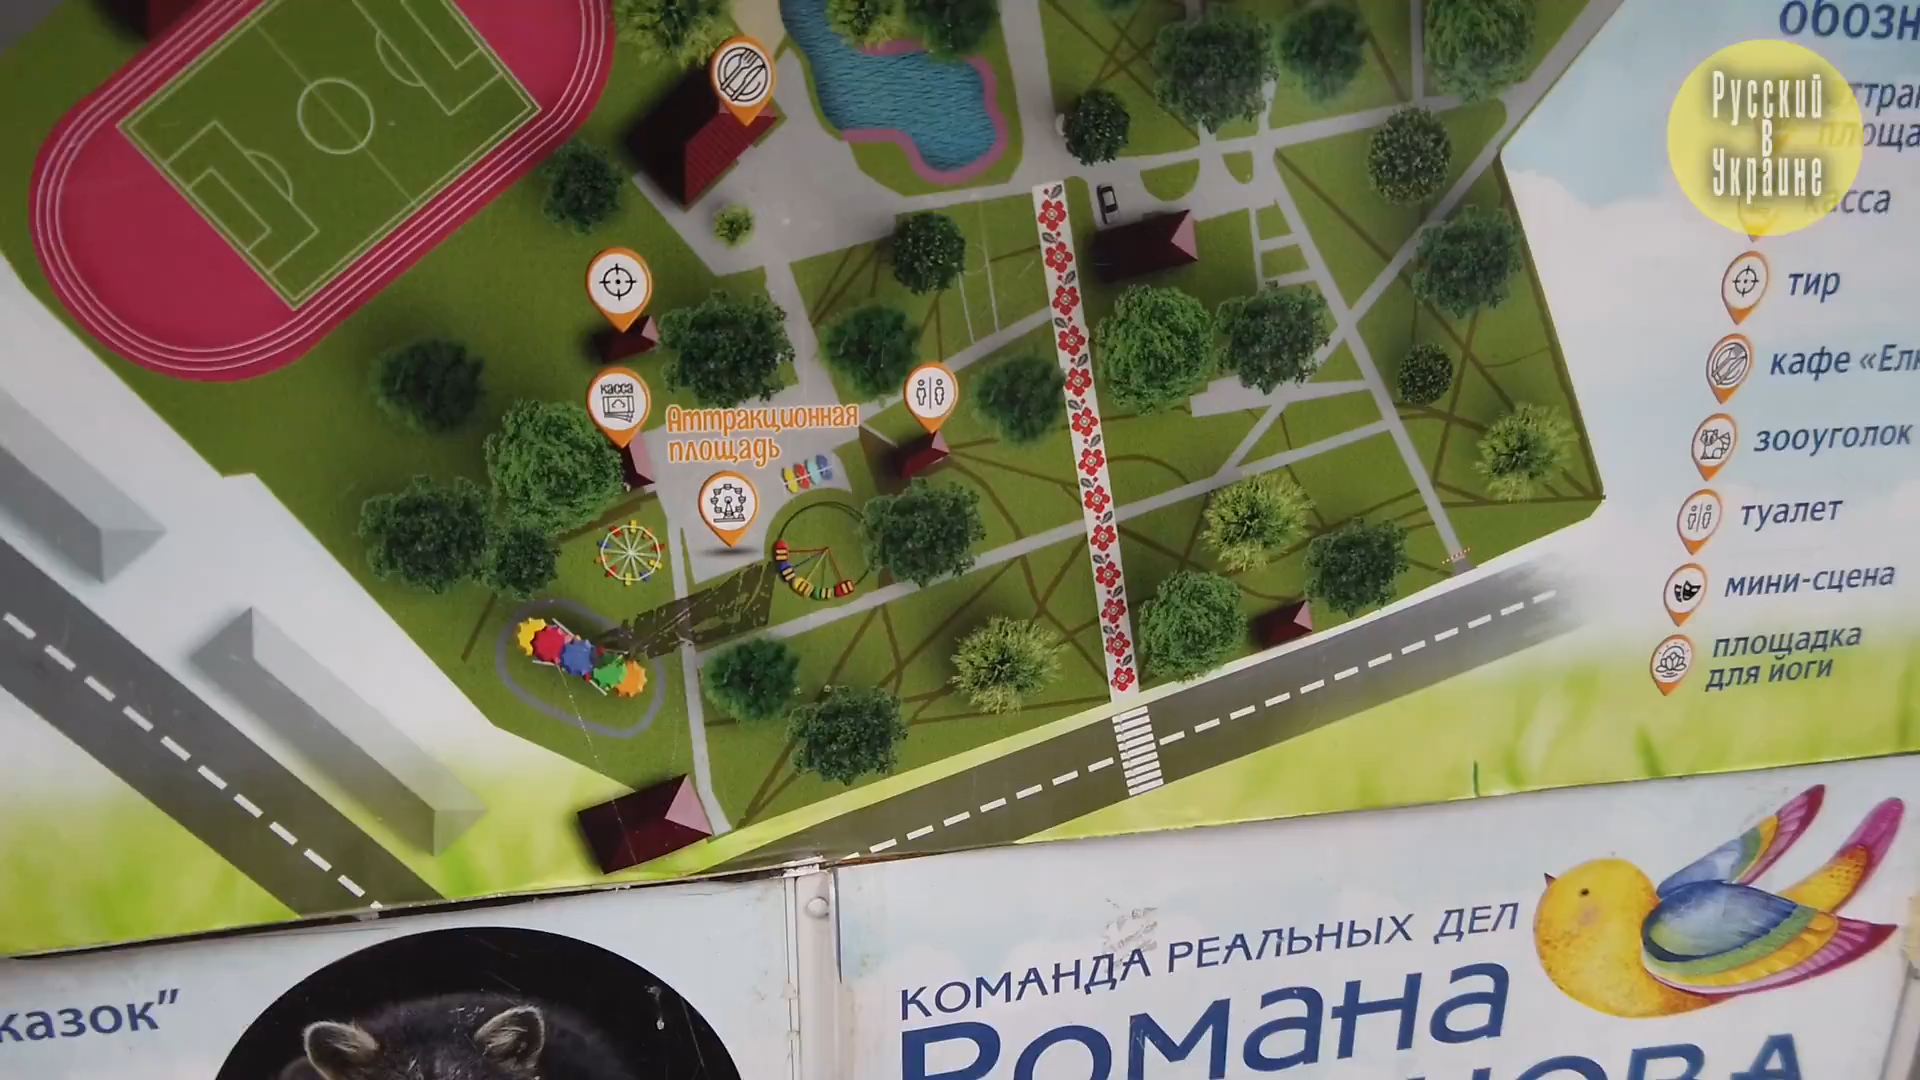 обозн
Русский
в
Украине
касса
тир
кафе «Ел
зооуголок
туалет
мини-сцена
площадка
для йоги
касса
Аттракционная
площадь
казок"
КОМАНДА РЕАЛЬНЫХ ДЕЛ
Романа